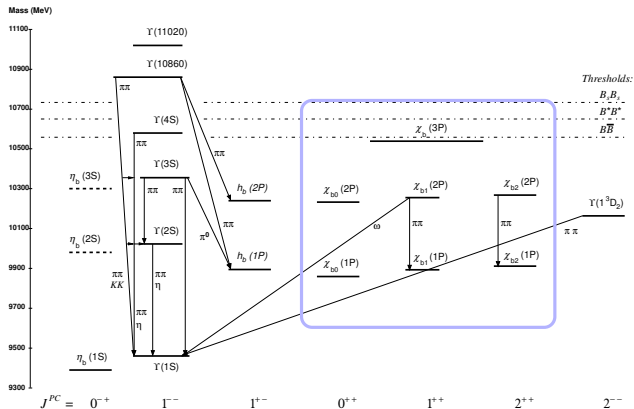 Mass (MeV)
11100
10900
10700
10500
10300
10100
9900
9700
9500
9300
ϒ(11020)
ϒ(10860)
ππ
ϒ(4S)
ππ
ϒ(3S)
ππ ππ
ϒ(2S)
ππ
KK
ππ
η
ππ
η
ϒ(1S)
η_b (3S)
η_b (2S)
η_b (1S)
ππ
h_b (2P)
ππ
π⁰
h_b (1P)
Thresholds:
B_s B_s
B*B*
BB̅
χ_b (3P)
χ_b0 (2P)
χ_b1 (2P)
χ_b2 (2P)
ω
ππ
ππ
χ_b0 (1P)
χ_b1 (1P)
χ_b2 (1P)
ϒ(1³D₂)
π π
J^PC = 0⁻⁺ 1⁻⁻ 1⁺⁻ 0⁺⁺ 1⁺⁺ 2⁺⁺ 2⁻⁻